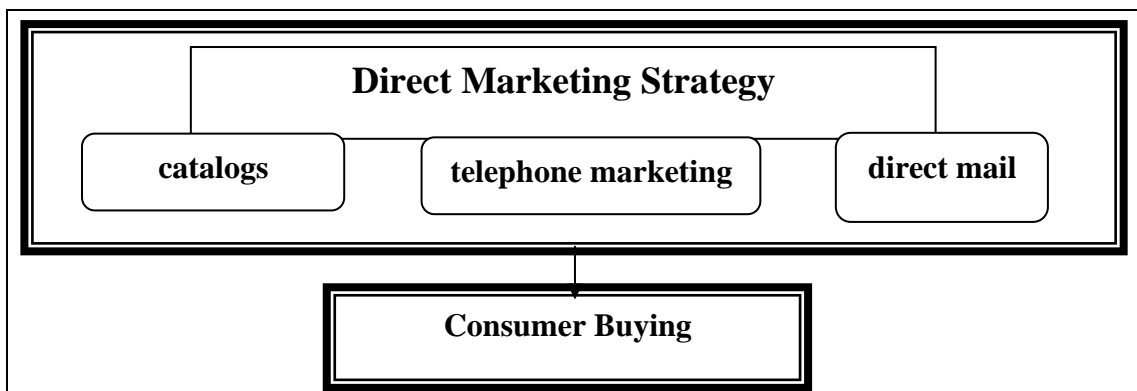 Direct Marketing Strategy
catalogs
telephone marketing
direct mail
Consumer Buying